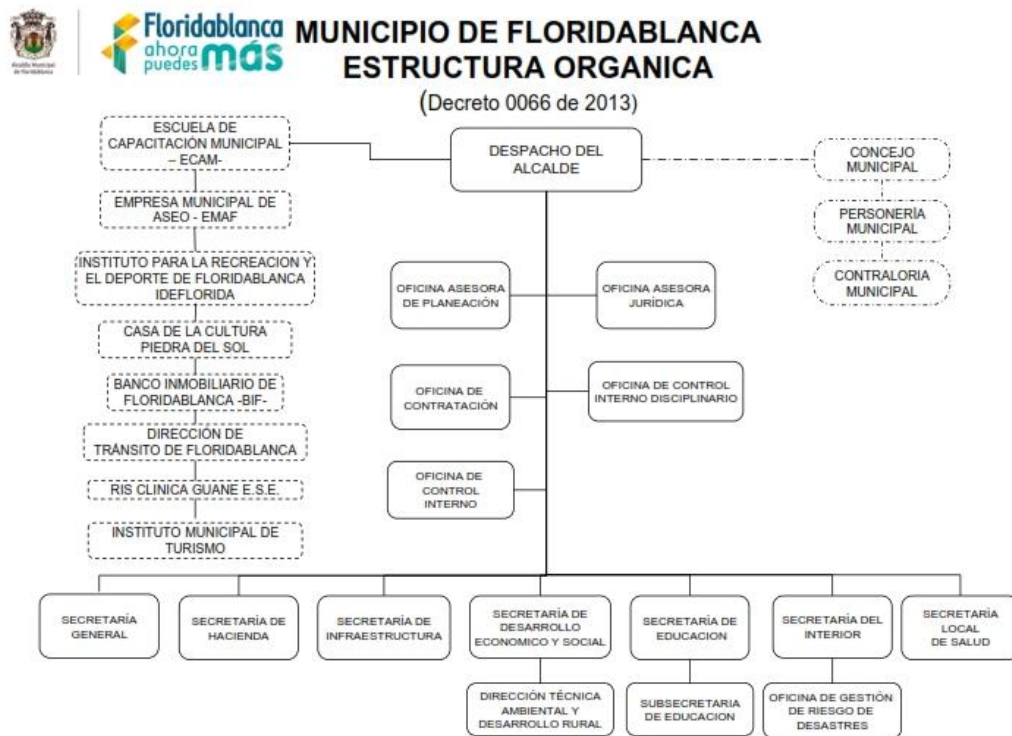 Alcaldía Municipal
de Floridablanca
Floridablanca
ahora
puedes más
MUNICIPIO DE FLORIDABLANCA
ESTRUCTURA ORGANICA
(Decreto 0066 de 2013)
ESCUELA DE
CAPACITACIÓN MUNICIPAL
– ECAM-
EMPRESA MUNICIPAL DE
ASEO - EMAF
INSTITUTO PARA LA RECREACION Y
EL DEPORTE DE FLORIDABLANCA
IDEFLORIDA
CASA DE LA CULTURA
PIEDRA DEL SOL
BANCO INMOBILIARIO DE
FLORIDABLANCA -BIF-
DIRECCIÓN DE
TRÁNSITO DE FLORIDABLANCA
RIS CLINICA GUANE E.S.E.
INSTITUTO MUNICIPAL DE
TURISMO
DESPACHO DEL
ALCALDE
CONCEJO
MUNICIPAL
PERSONERÌA
MUNICIPAL
CONTRALORIA
MUNICIPAL
OFICINA ASESORA
DE PLANEACIÓN
OFICINA ASESORA
JURÍDICA
OFICINA DE
CONTRATACIÓN
OFICINA DE CONTROL
INTERNO DISCIPLINARIO
OFICINA DE
CONTROL
INTERNO
SECRETARÍA
GENERAL
SECRETARÍA DE
HACIENDA
SECRETARÍA DE
INFRAESTRUCTURA
SECRETARÍA DE
DESARROLLO
ECONOMICO Y SOCIAL
SECRETARÍA DE
EDUCACION
SECRETARÍA DEL
INTERIOR
SECRETARÍA
LOCAL
DE SALUD
DIRECCIÓN TÉCNICA
AMBIENTAL Y
DESARROLLO RURAL
SUBSECRETARIA
DE EDUCACION
OFICINA DE GESTIÓN
DE RIESGO DE
DESASTRES